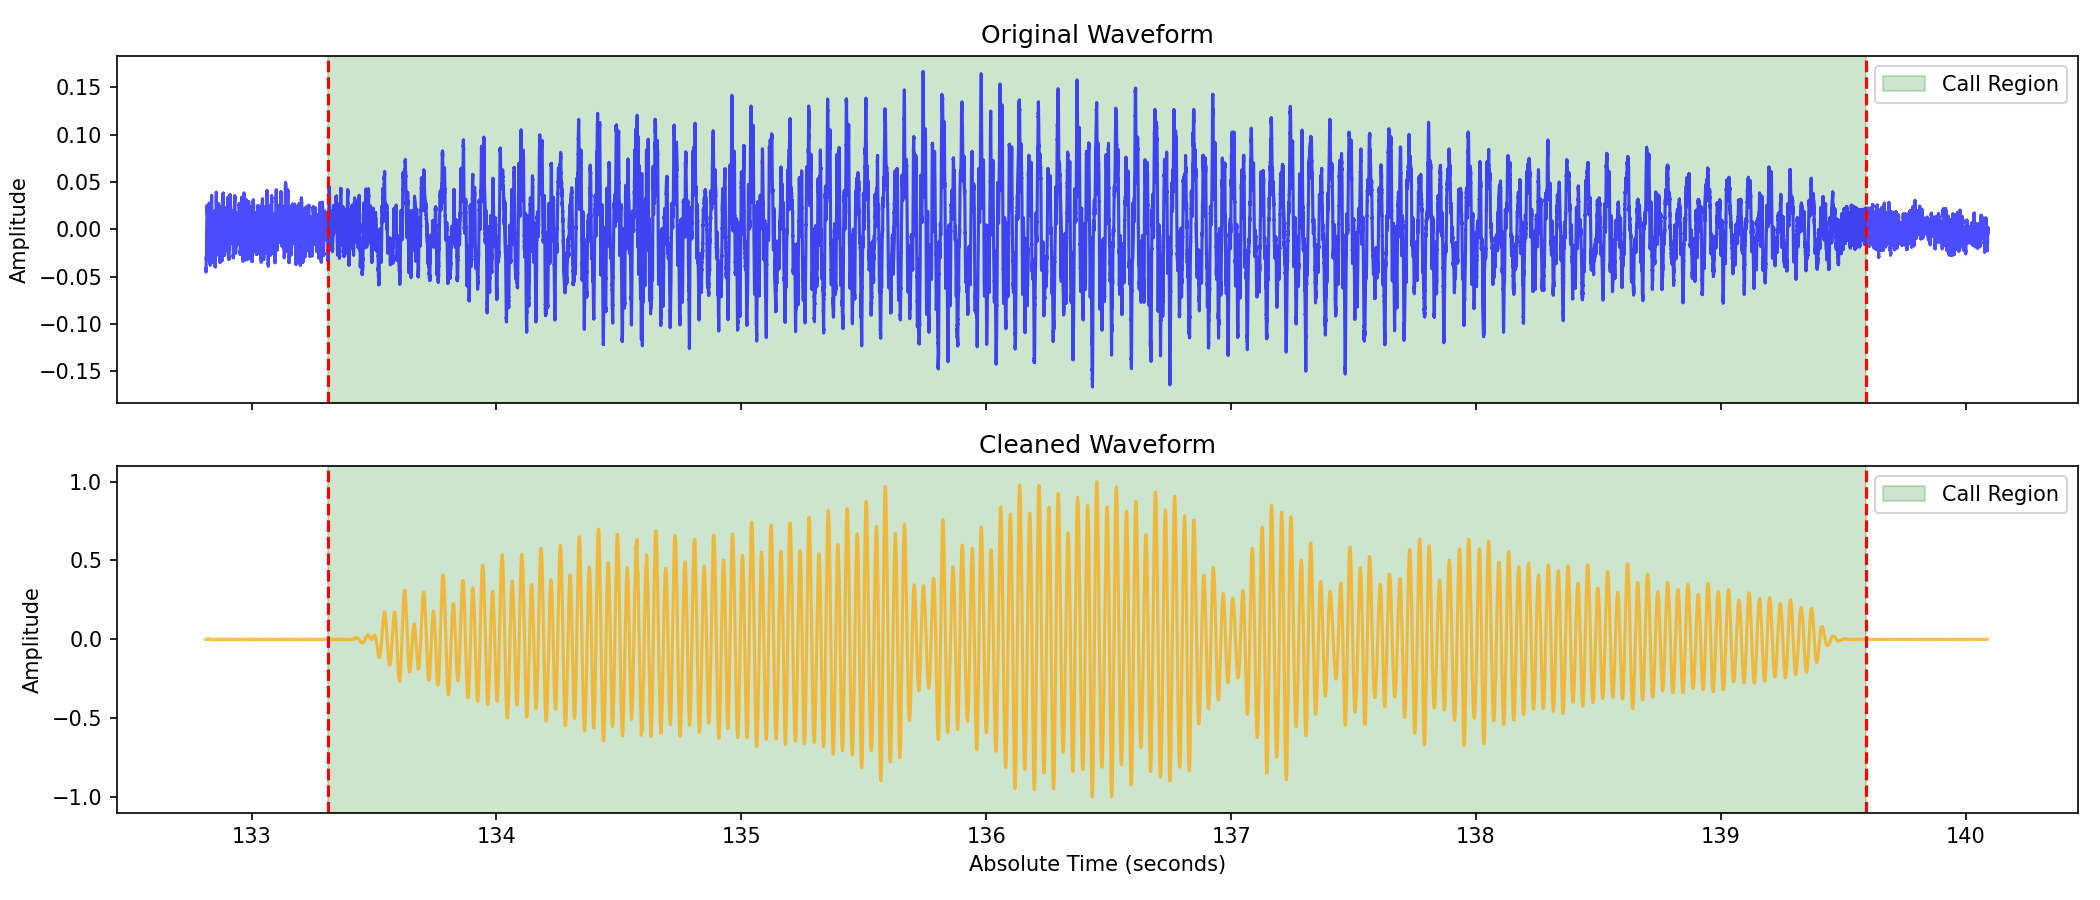 Original Waveform
Amplitude
0.15
0.10
0.05
0.00
−0.05
−0.10
−0.15
Call Region
Cleaned Waveform
Amplitude
1.0
0.5
0.0
−0.5
−1.0
Call Region
133 134 135 136 137 138 139 140
Absolute Time (seconds)